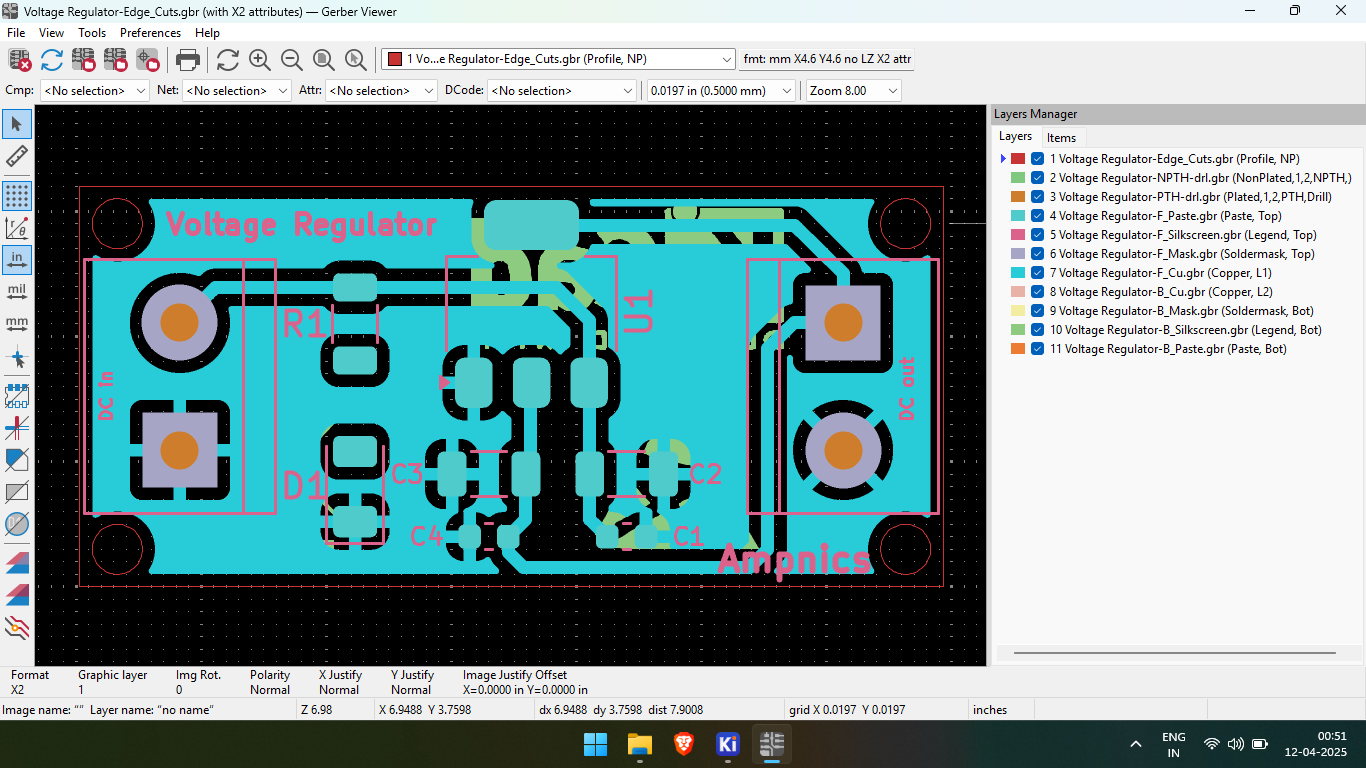 Voltage Regulator-Edge_Cuts.gbr (with X2 attributes) — Gerber Viewer
File View Tools Preferences Help
1 Vo...e Regulator-Edge_Cuts.gbr (Profile, NP) fmt: mm X4.6 Y4.6 no LZ X2 attr
Cmp: <No selection> Net: <No selection> Attr: <No selection> DCode: <No selection> 0.0197 in (0.5000 mm) Zoom 8.00
Layers Manager
Layers Items
1 Voltage Regulator-Edge_Cuts.gbr (Profile, NP)
2 Voltage Regulator-NPTH-drl.gbr (NonPlated,1,2,NPTH,)
3 Voltage Regulator-PTH-drl.gbr (Plated,1,2,PTH,Drill)
4 Voltage Regulator-F_Paste.gbr (Paste, Top)
5 Voltage Regulator-F_Silkscreen.gbr (Legend, Top)
6 Voltage Regulator-F_Mask.gbr (Soldermask, Top)
7 Voltage Regulator-F_Cu.gbr (Copper, L1)
8 Voltage Regulator-B_Cu.gbr (Copper, L2)
9 Voltage Regulator-B_Mask.gbr (Soldermask, Bot)
10 Voltage Regulator-B_Silkscreen.gbr (Legend, Bot)
11 Voltage Regulator-B_Paste.gbr (Paste, Bot)
r/θ
in
mil
mm
Voltage Regulator
R1
U1
DC in
DC out
D1
C3
C2
C4
C1
Ampnics
Format Graphic layer Img Rot. Polarity X Justify Y Justify Image Justify Offset
X2 1 0 Normal Normal Normal X=0.0000 in Y=0.0000 in
Image name: "" Layer name: "no name" Z 6.98 X 6.9488 Y 3.7598 dx 6.9488 dy 3.7598 dist 7.9008 grid X 0.0197 Y 0.0197 inches
Ki
ENG
IN
00:51
12-04-2025